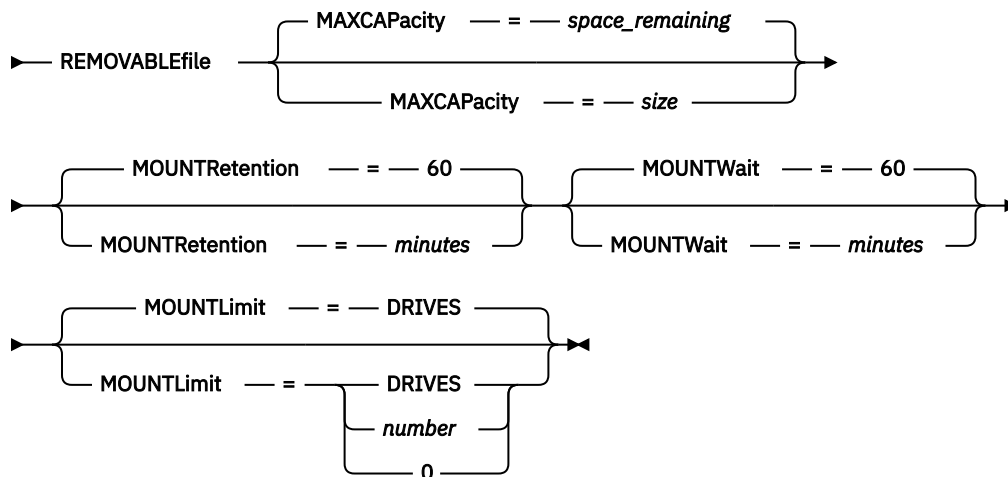 MAXCAPacity = space_remaining
REMOVABLEfile
MAXCAPacity = size
MOUNTRetention = 60 MOUNTWait = 60
MOUNTRetention = minutes MOUNTWait = minutes
MOUNTLimit = DRIVES
MOUNTLimit = DRIVES
number
0